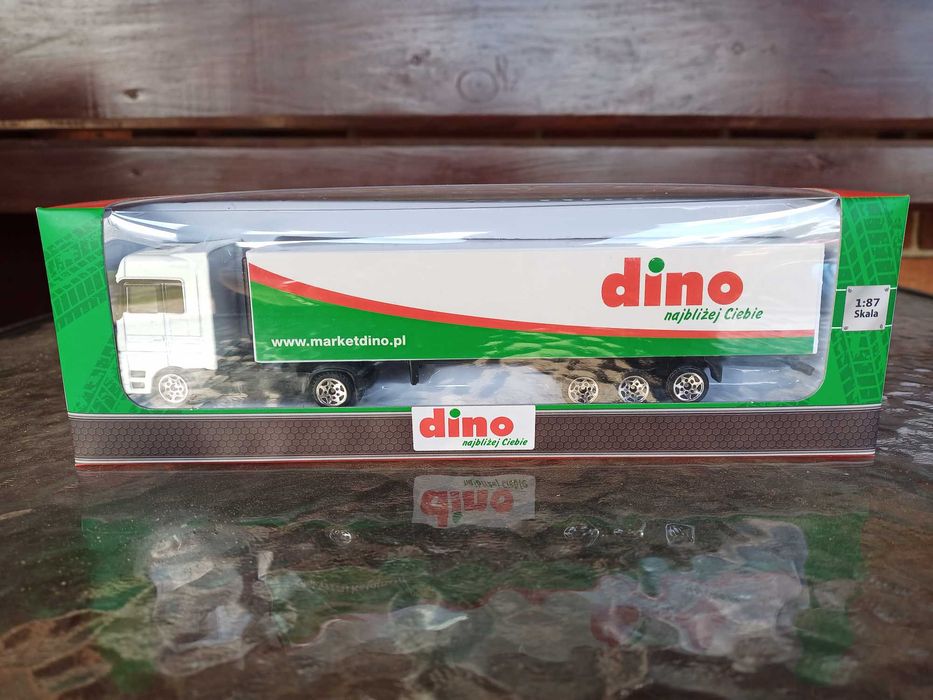 dino
najbliżej Ciebie
www.marketdino.pl
1:87
Skala
dino
najbliżej Ciebie